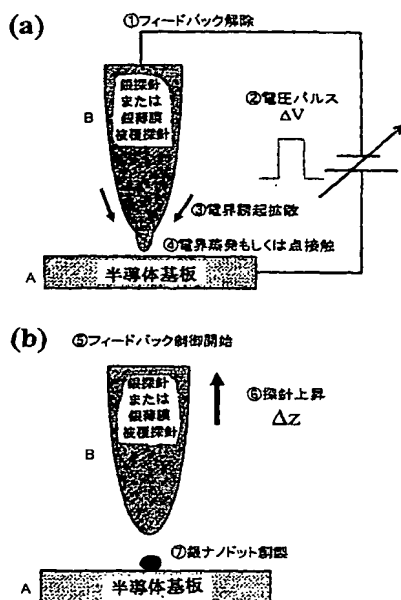 (a)
①フィードバック解除
B
銀探針
または
銀薄膜
被覆探針
②電圧パルス
ΔV
③電界誘起拡散
④電界蒸発もしくは点接触
A
半導体基板
(b)
⑤フィードバック制御開始
銀探針
または
銀薄膜
被覆探針
B
⑥探針上昇
Δz
⑦銀ナノドット創製
A
半導体基板